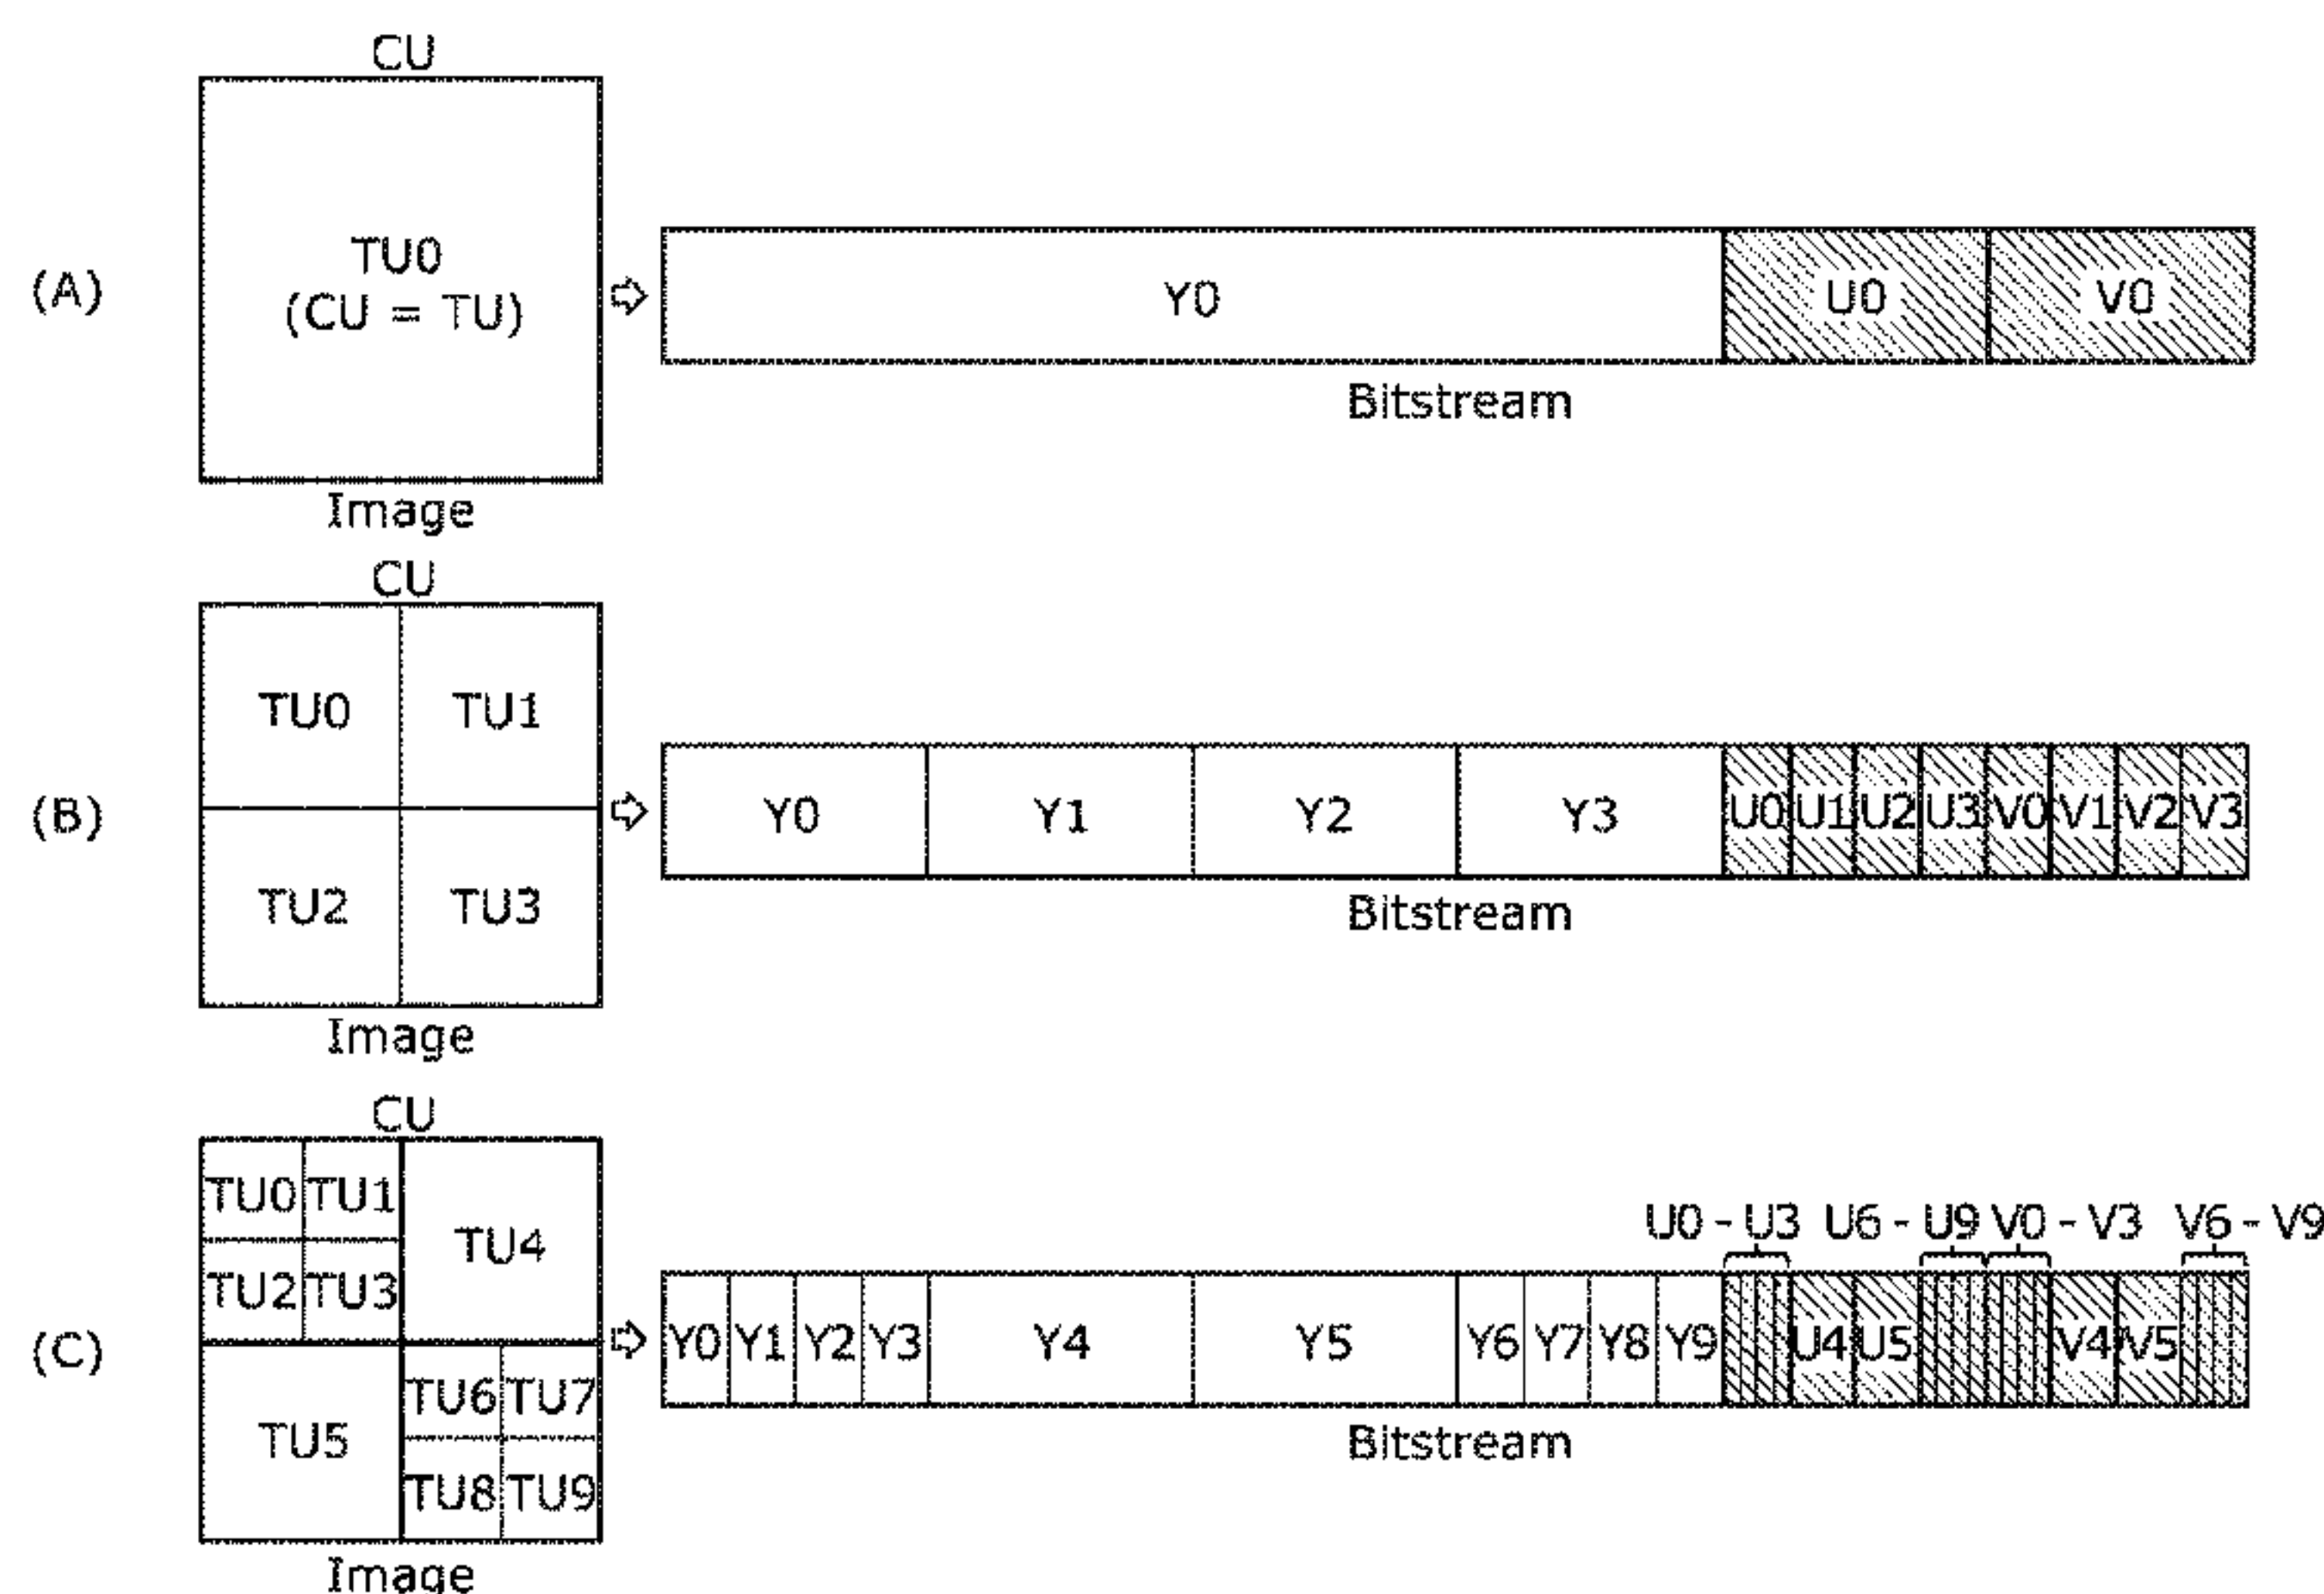 CU
(A)
TU0
(CU = TU)
Y0
U0
V0
Bitstream
Image
CU
(B)
TU0
TU1
TU2
TU3
Y0
Y1
Y2
Y3
U0
U1
U2
U3
V0
V1
V2
V3
Bitstream
Image
CU
(C)
TU0
TU1
TU2
TU3
TU4
TU5
TU6
TU7
TU8
TU9
U0 - U3
U6 - U9
V0 - V3
V6 - V9
Y0
Y1
Y2
Y3
Y4
Y5
Y6
Y7
Y8
Y9
U4
U5
V4
V5
Bitstream
Image